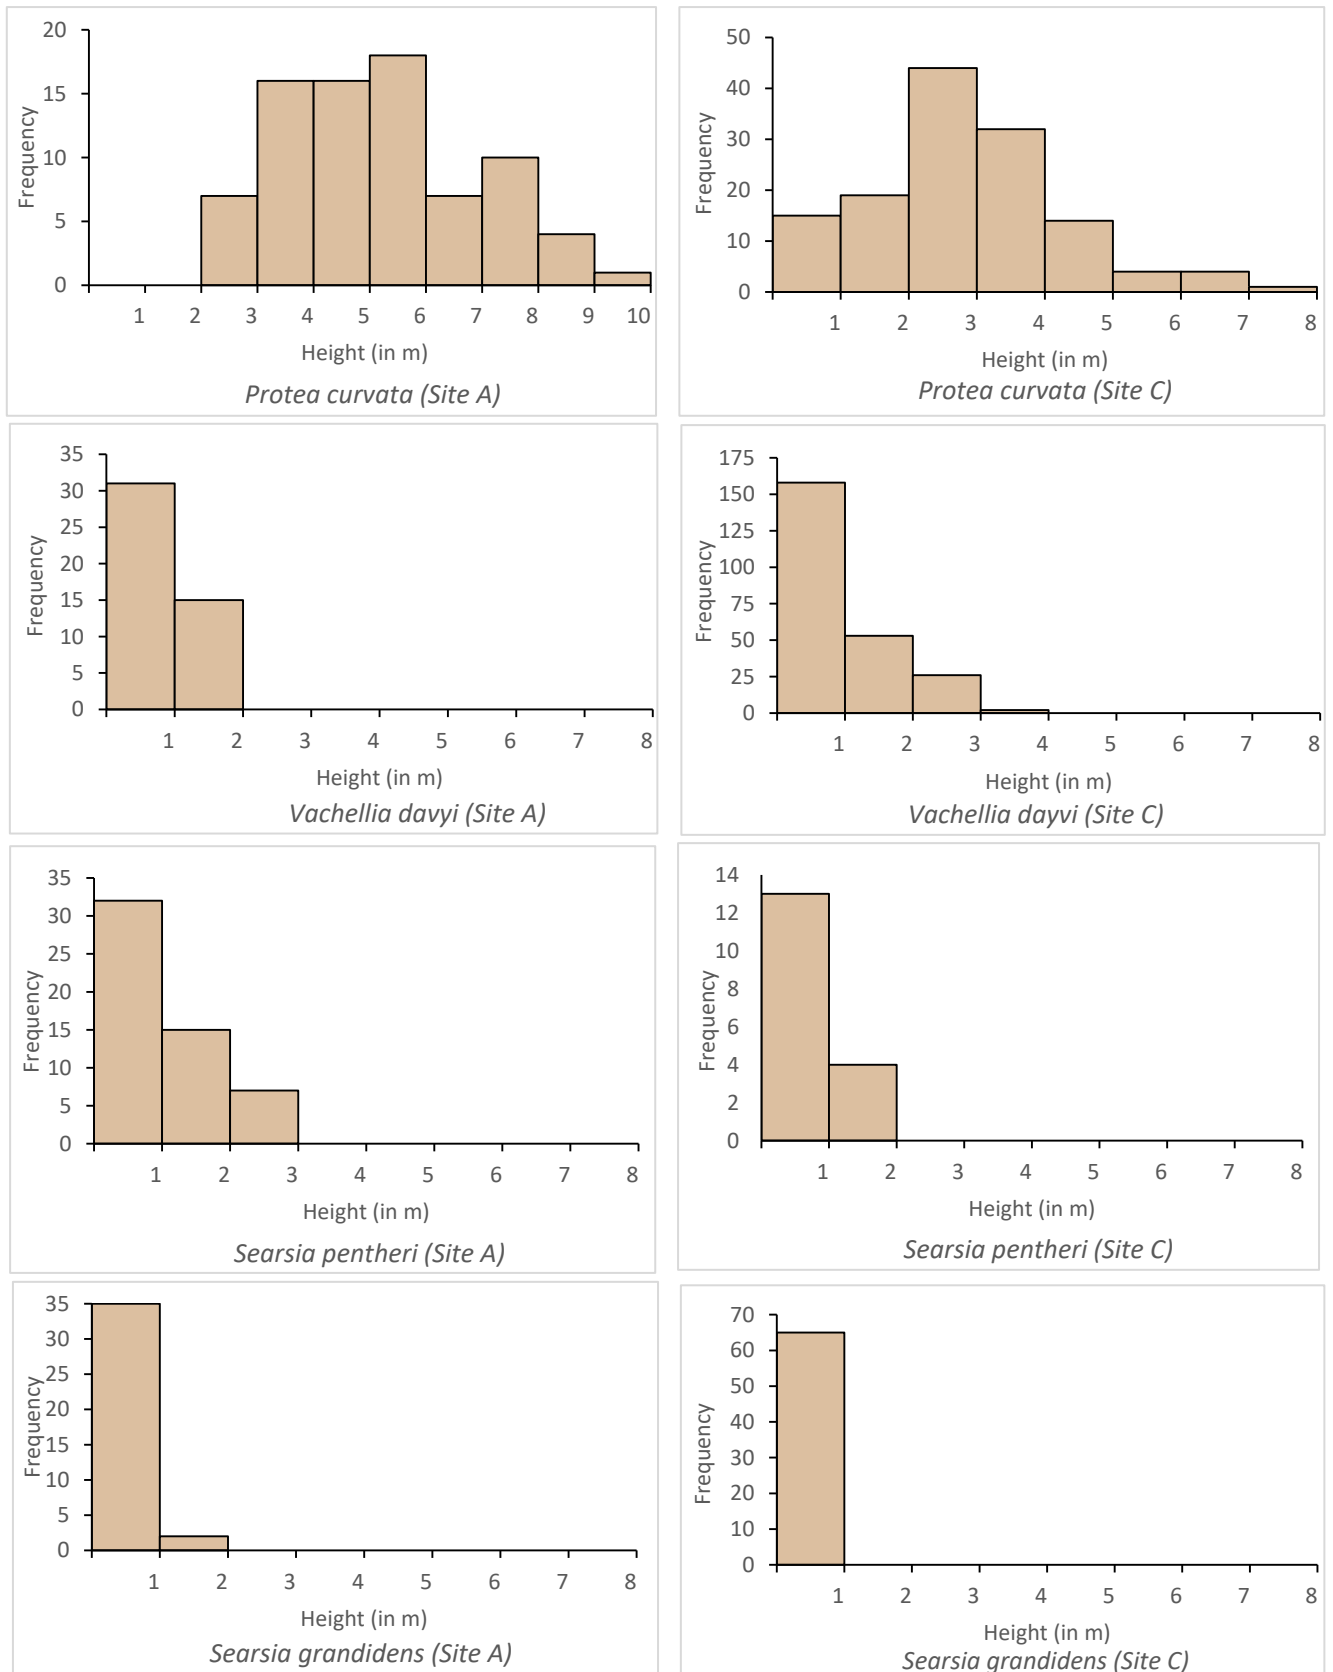 20
15
10
5
0
Frequency
1 2 3 4 5 6 7 8 9 10
Height (in m)
Protea curvata (Site A)
50
40
30
20
10
0
Frequency
1 2 3 4 5 6 7 8
Height (in m)
Protea curvata (Site C)
35
30
25
20
15
10
5
0
Frequency
1 2 3 4 5 6 7 8
Height (in m)
Vachellia davyi (Site A)
175
150
125
100
75
50
25
0
Frequency
1 2 3 4 5 6 7 8
Height (in m)
Vachellia dayvi (Site C)
35
30
25
20
15
10
5
0
Frequency
1 2 3 4 5 6 7 8
Height (in m)
Searsia pentheri (Site A)
14
12
10
8
6
4
2
0
Frequency
1 2 3 4 5 6 7 8
Height (in m)
Searsia pentheri (Site C)
35
30
25
20
15
10
5
0
Frequency
1 2 3 4 5 6 7 8
Height (in m)
Searsia grandidens (Site A)
70
60
50
40
30
20
10
0
Frequency
1 2 3 4 5 6 7 8
Height (in m)
Searsia grandidens (Site C)